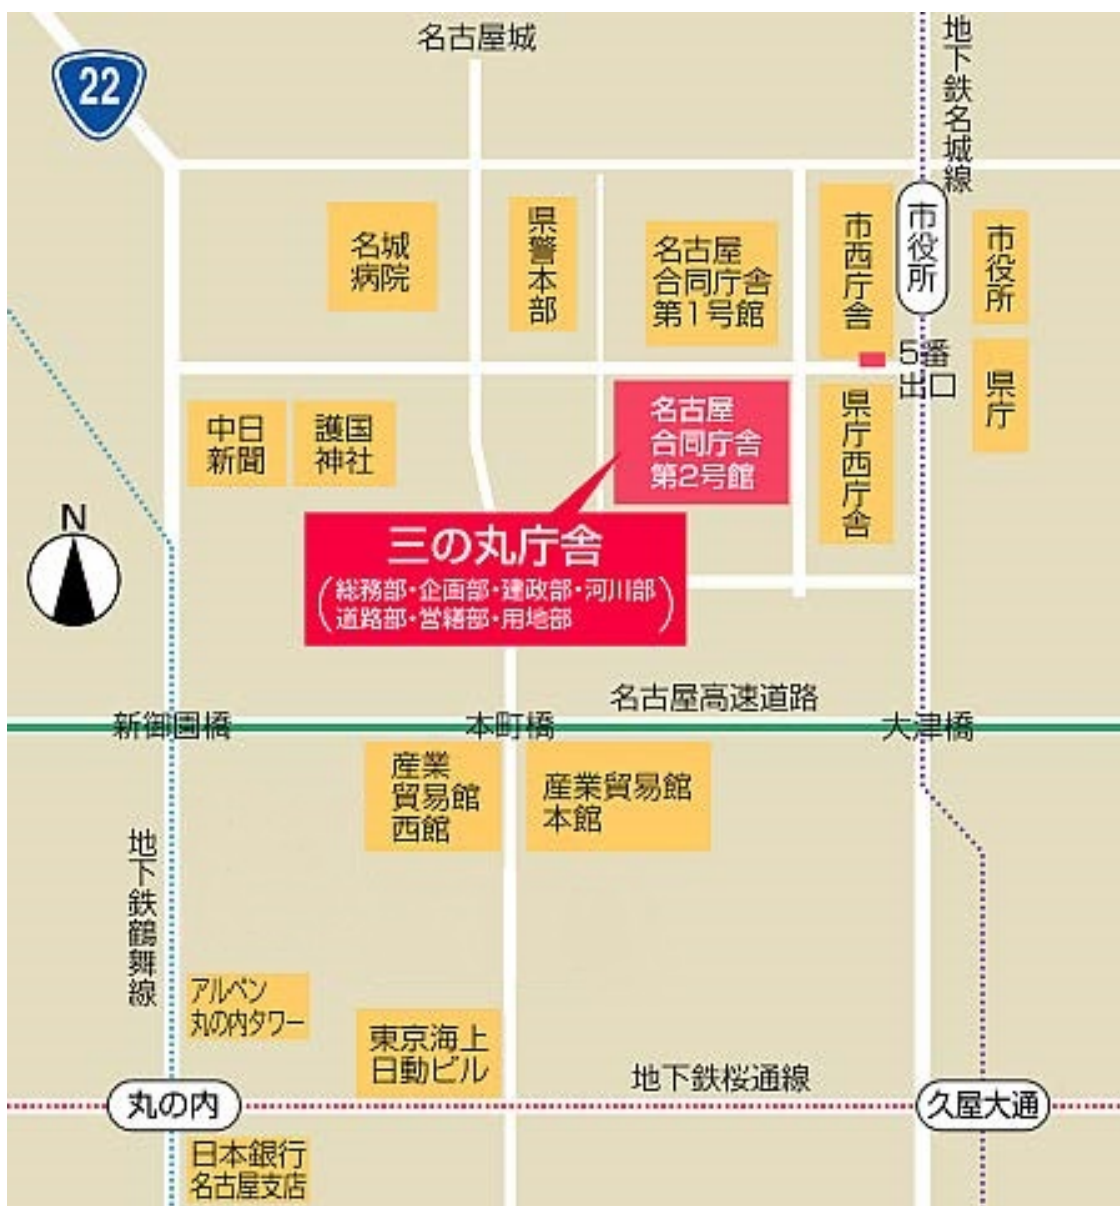 名古屋城
地下鉄名城線
22
名城
病院
県警本部
名古屋
合同庁舎
第1号館
市西庁舎
市役所
市役所
5番
出口
県庁
中日
新聞
護国
神社
名古屋
合同庁舎
第2号館
県庁西庁舎
N
三の丸庁舎
(総務部・企画部・建政部・河川部
道路部・営繕部・用地部)
名古屋高速道路
新御園橋
本町橋
大津橋
産業
貿易館
西館
産業貿易館
本館
地下鉄鶴舞線
アルペン
丸の内タワー
東京海上
日動ビル
地下鉄桜通線
丸の内
久屋大通
日本銀行
名古屋支店